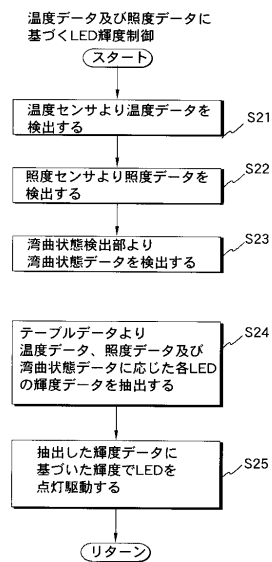 温度データ及び照度データに
基づくLED輝度制御
スタート
温度センサより温度データを
検出する
S21
照度センサより照度データを
検出する
S22
湾曲状態検出部より
湾曲状態データを検出する
S23
テーブルデータより
温度データ、照度データ及び
湾曲状態データに応じた各LED
の輝度データを抽出する
S24
抽出した輝度データに
基づいた輝度でLEDを
点灯駆動する
S25
リターン